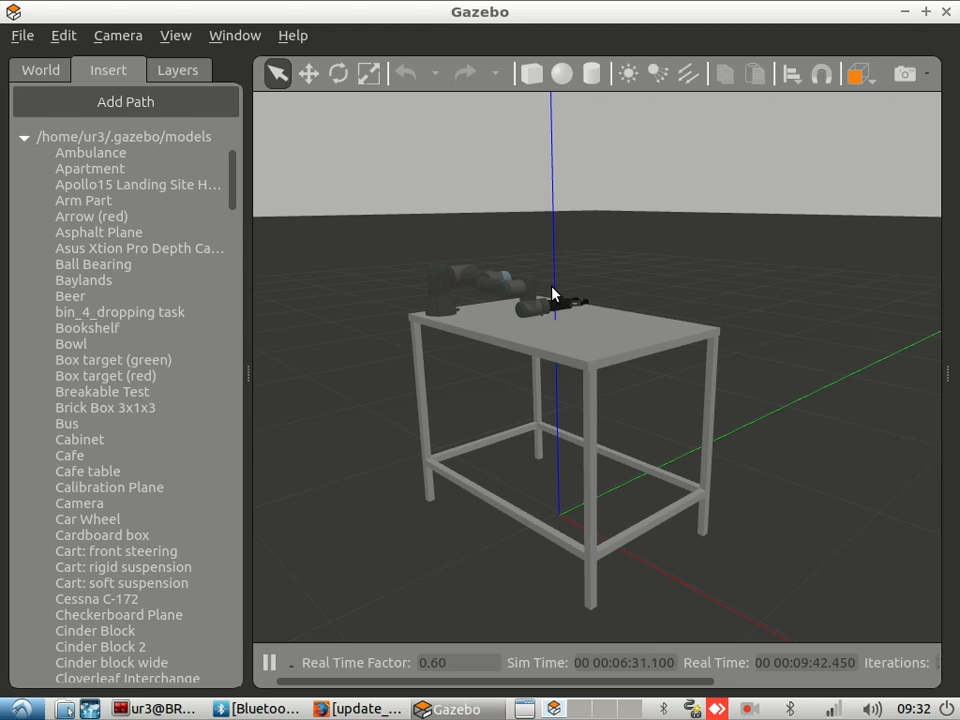 Gazebo
File Edit Camera View Window Help
World Insert Layers
Add Path
/home/ur3/.gazebo/models
Ambulance
Apartment
Apollo15 Landing Site H...
Arm Part
Arrow (red)
Asphalt Plane
Asus Xtion Pro Depth Ca...
Ball Bearing
Baylands
Beer
bin_4_dropping task
Bookshelf
Bowl
Box target (green)
Box target (red)
Breakable Test
Brick Box 3x1x3
Bus
Cabinet
Cafe
Cafe table
Calibration Plane
Camera
Car Wheel
Cardboard box
Cart: front steering
Cart: rigid suspension
Cart: soft suspension
Cessna C-172
Checkerboard Plane
Cinder Block
Cinder Block 2
Cinder block wide
Cloverleaf Interchange
Real Time Factor: 0.60 Sim Time: 00 00:06:31.100 Real Time: 00 00:09:42.450 Iterations:
ur3@BR... [Bluetoo... [update_... Gazebo 09:32